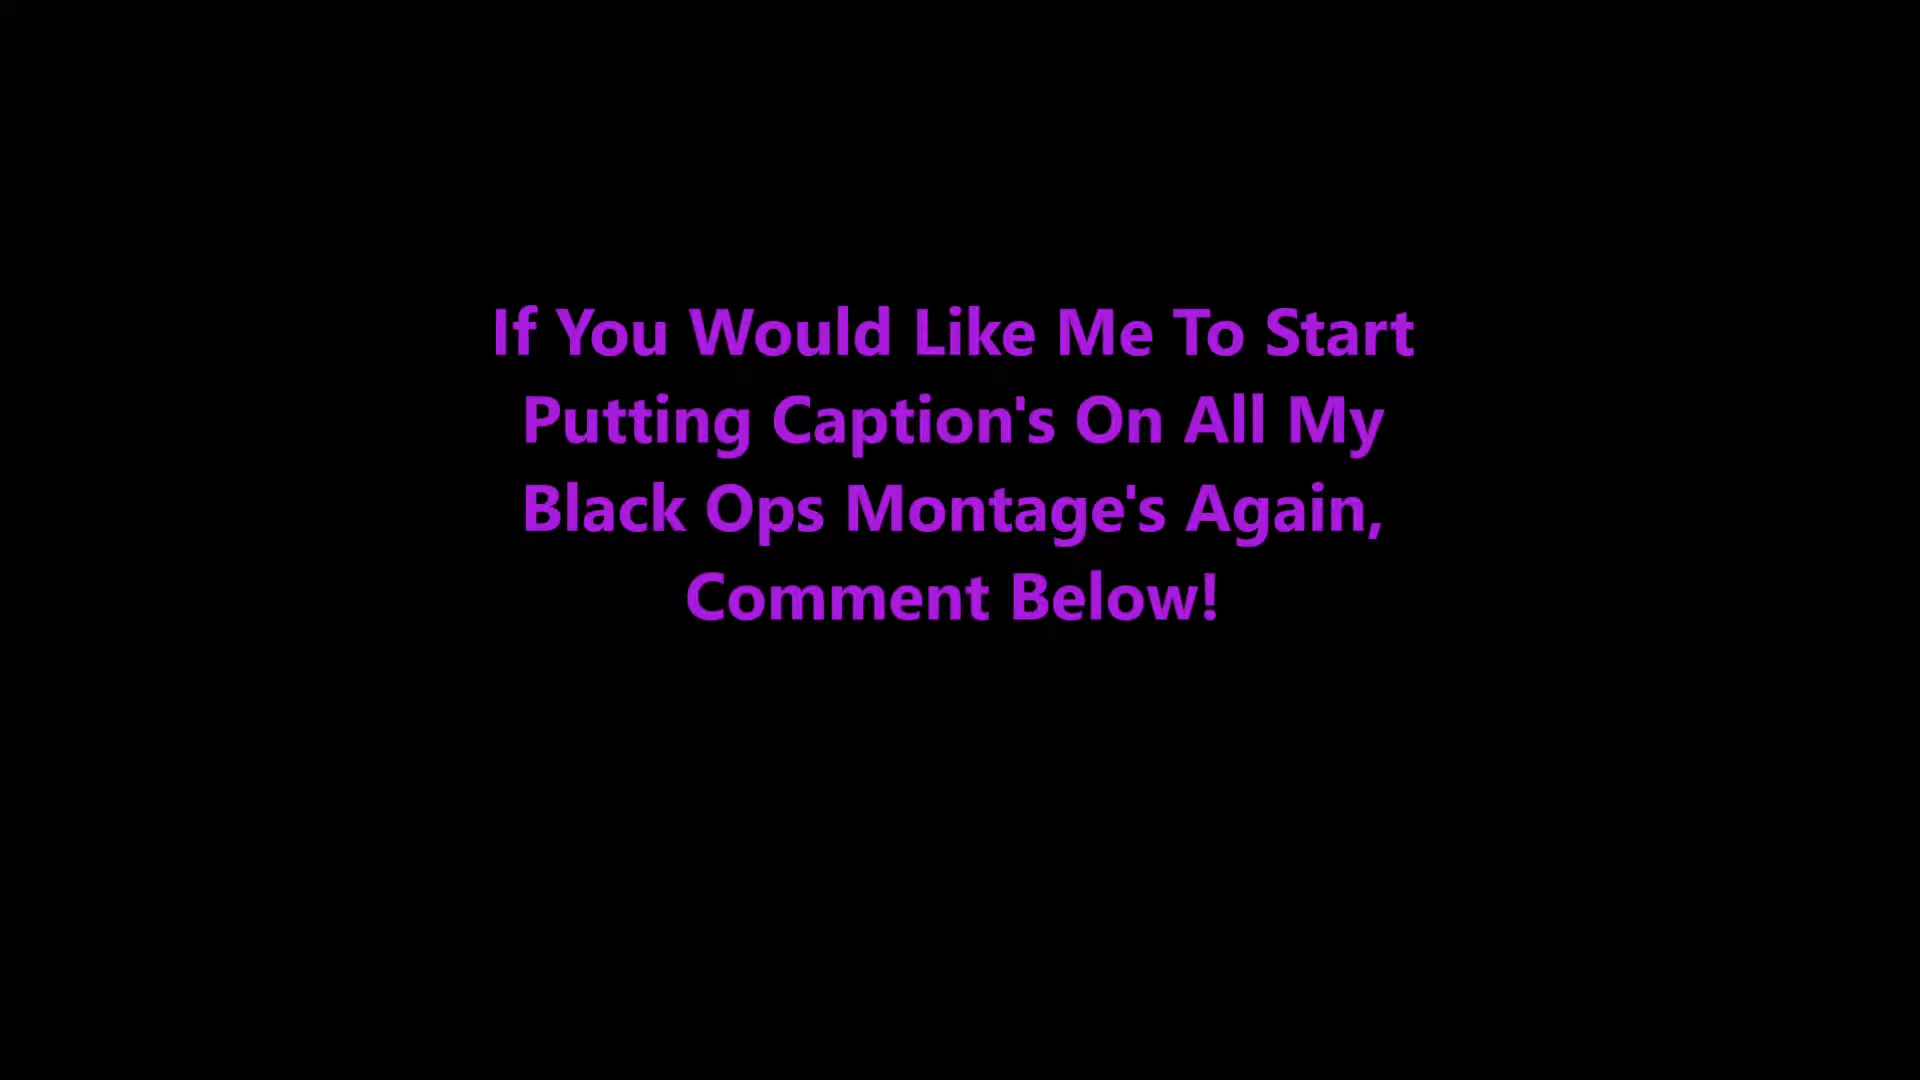 If You Would Like Me To Start
Putting Caption's On All My
Black Ops Montage's Again,
Comment Below!